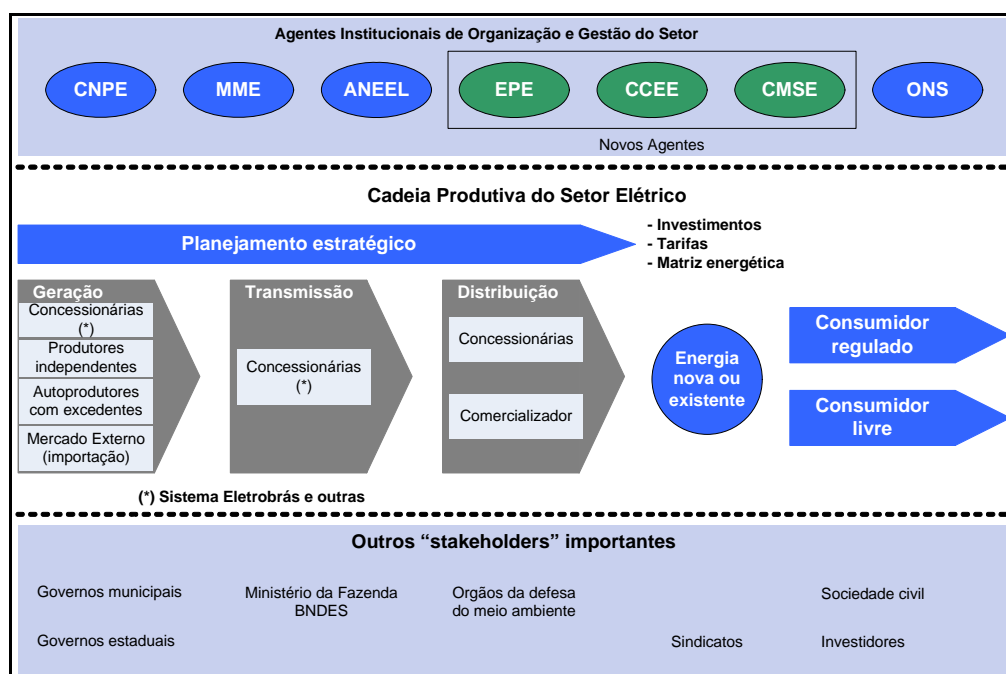 Agentes Institucionais de Organização e Gestão do Setor
CNPE
MME
ANEEL
EPE
CCEE
CMSE
ONS
Novos Agentes
Cadeia Produtiva do Setor Elétrico
Planejamento estratégico
- Investimentos
- Tarifas
- Matriz energética
Geração
Concessionárias
(*)
Produtores
independentes
Autoprodutores
com excedentes
Mercado Externo
(importação)
Transmissão
Concessionárias
(*)
Distribuição
Concessionárias
Comercializador
Energia
nova ou
existente
Consumidor
regulado
Consumidor
livre
(*) Sistema Eletrobrás e outras
Outros “stakeholders” importantes
Governos municipais
Ministério da Fazenda
BNDES
Orgãos da defesa
do meio ambiente
Sociedade civil
Governos estaduais
Sindicatos
Investidores